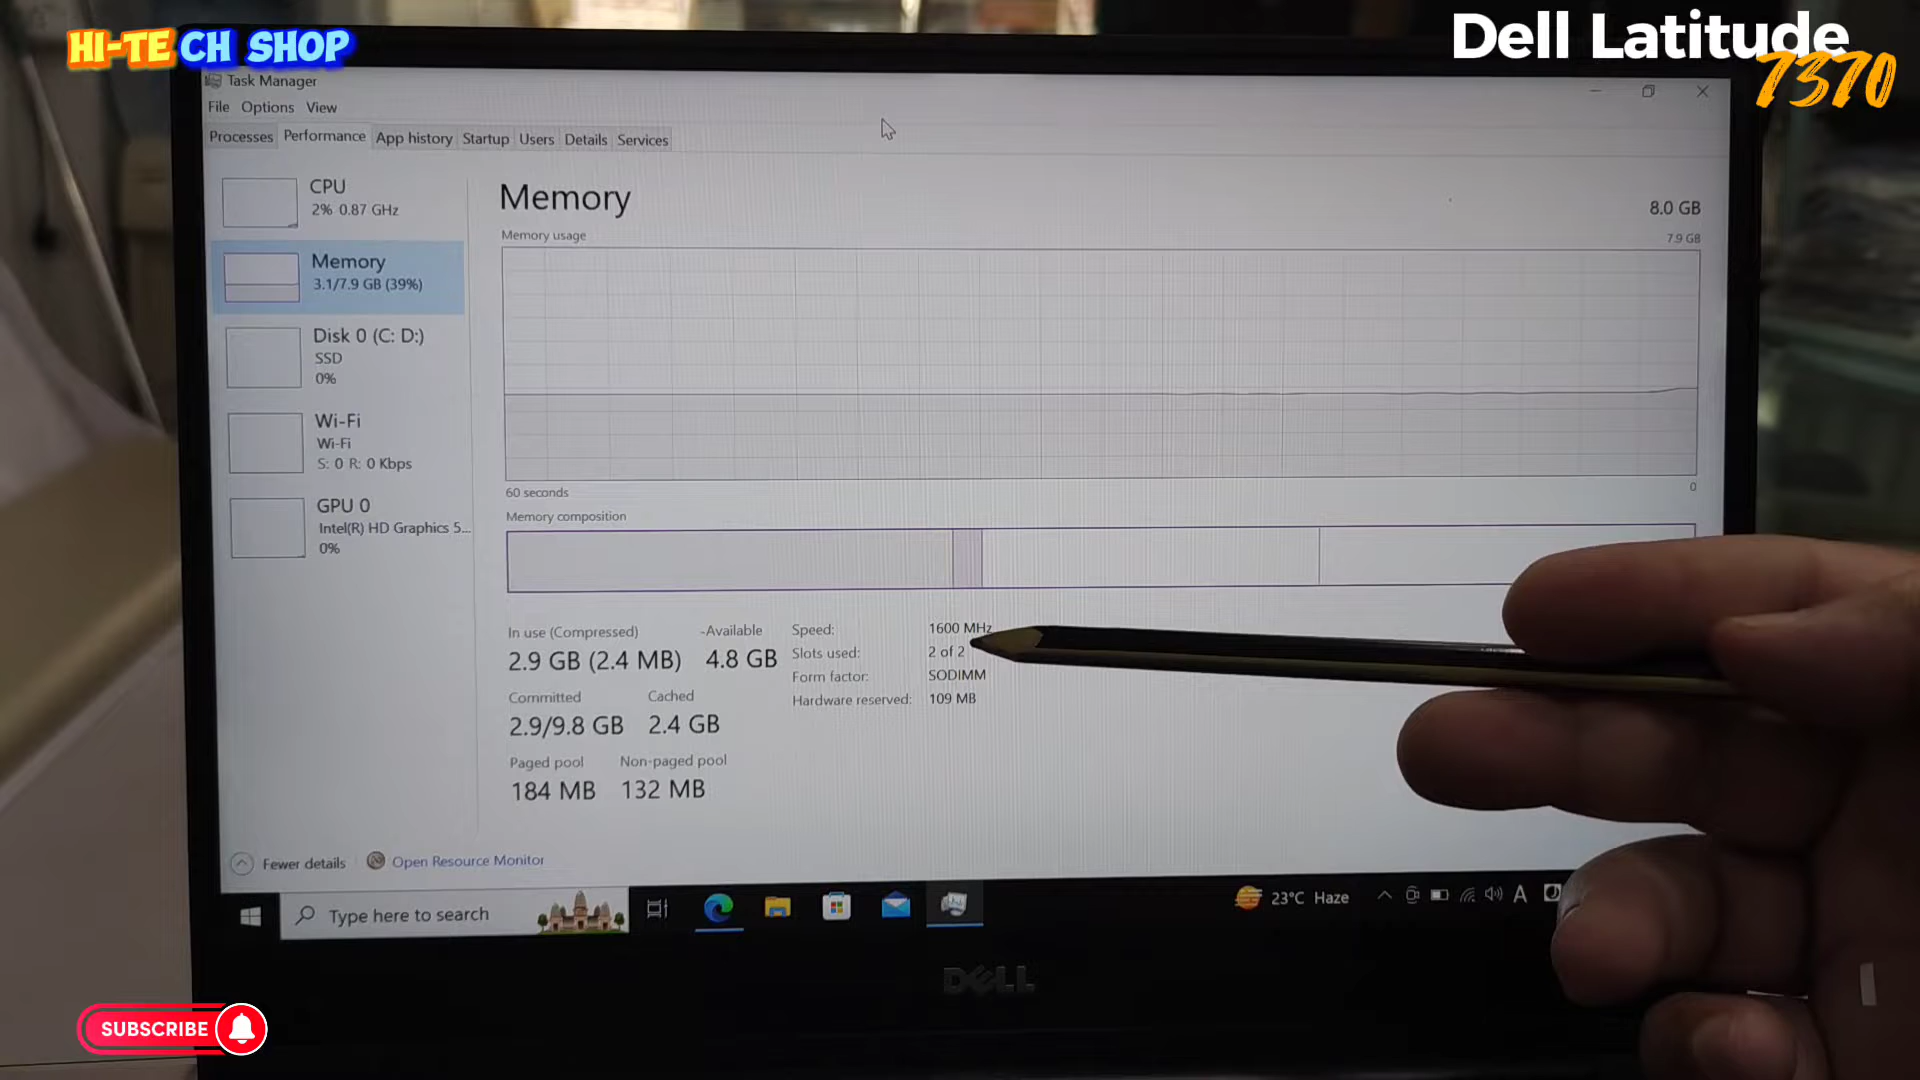 HI-TECH SHOP
Dell Latitude
7370
Task Manager
File Options View
Processes Performance App history Startup Users Details Services
CPU
2% 0.87 GHz
Memory
3.1/7.9 GB (39%)
Disk 0 (C: D:)
SSD
0%
Wi-Fi
Wi-Fi
S: 0 R: 0 Kbps
GPU 0
Intel(R) HD Graphics 5...
0%
Memory
8.0 GB
Memory usage
7.9 GB
60 seconds
0
Memory composition
In use (Compressed)
2.9 GB (2.4 MB)
Available
4.8 GB
Speed: 1600 MHz
Slots used: 2 of 2
Form factor: SODIMM
Hardware reserved: 109 MB
Committed
2.9/9.8 GB
Cached
2.4 GB
Paged pool
184 MB
Non-paged pool
132 MB
Fewer details
Open Resource Monitor
Type here to search
23°C Haze
A
DELL
SUBSCRIBE